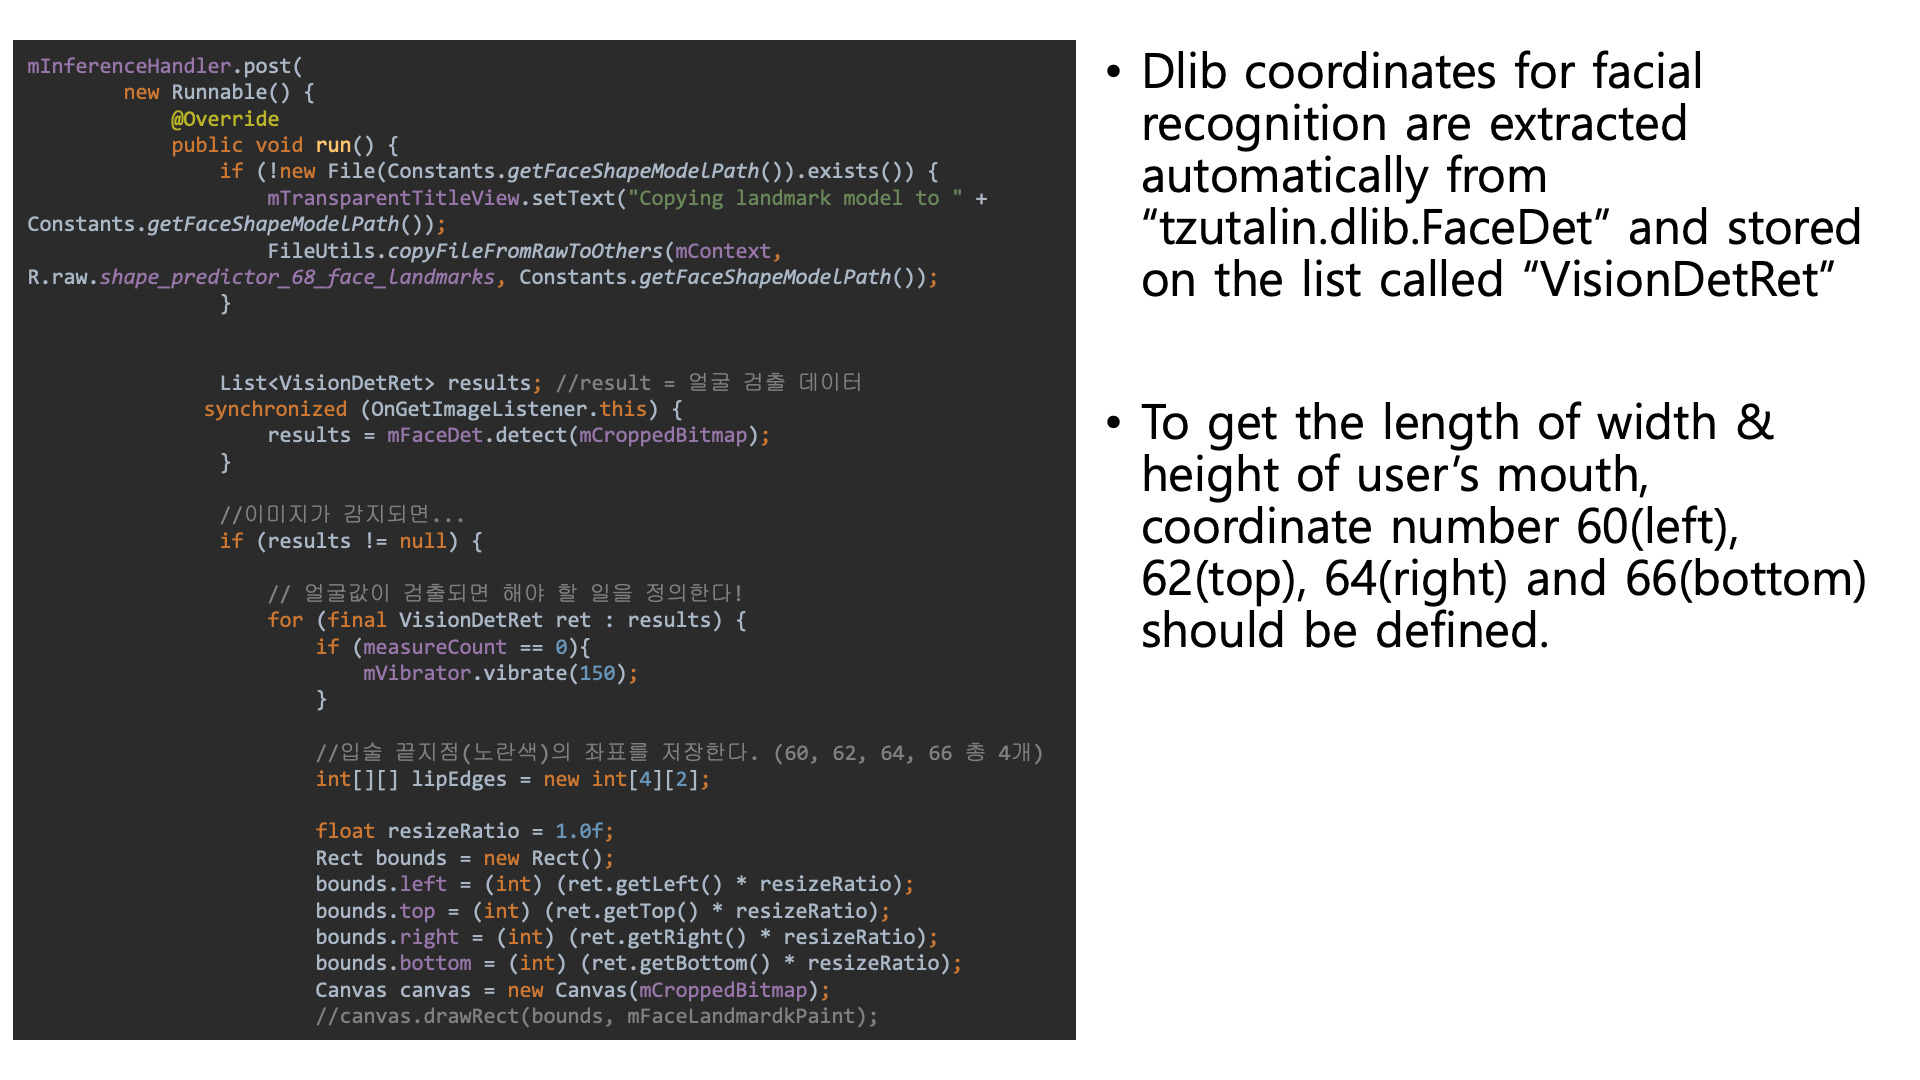 mInferenceHandler.post(
new Runnable() {
@Override
public void run() {
if (!new File(Constants.getFaceShapeModelPath()).exists()) {
mTransparentTitleView.setText("Copying landmark model to " +
Constants.getFaceShapeModelPath());
FileUtils.copyFileFromRawToOthers(mContext,
R.raw.shape_predictor_68_face_landmarks, Constants.getFaceShapeModelPath());
}
List<VisionDetRet> results; //result = 얼굴 검출 데이터
synchronized (OnGetImageListener.this) {
results = mFaceDet.detect(mCroppedBitmap);
}
//이미지가 감지되면...
if (results != null) {
// 얼굴값이 검출되면 해야 할 일을 정의한다!
for (final VisionDetRet ret : results) {
if (measureCount == 0){
mVibrator.vibrate(150);
}
//입술 끝지점(노란색)의 좌표를 저장한다. (60, 62, 64, 66 총 4개)
int[][] lipEdges = new int[4][2];
float resizeRatio = 1.0f;
Rect bounds = new Rect();
bounds.left = (int) (ret.getLeft() * resizeRatio);
bounds.top = (int) (ret.getTop() * resizeRatio);
bounds.right = (int) (ret.getRight() * resizeRatio);
bounds.bottom = (int) (ret.getBottom() * resizeRatio);
Canvas canvas = new Canvas(mCroppedBitmap);
//canvas.drawRect(bounds, mFaceLandmardkPaint);
• Dlib coordinates for facial
recognition are extracted
automatically from
“tzutalin.dlib.FaceDet” and stored
on the list called “VisionDetRet”
• To get the length of width &
height of user’s mouth,
coordinate number 60(left),
62(top), 64(right) and 66(bottom)
should be defined.